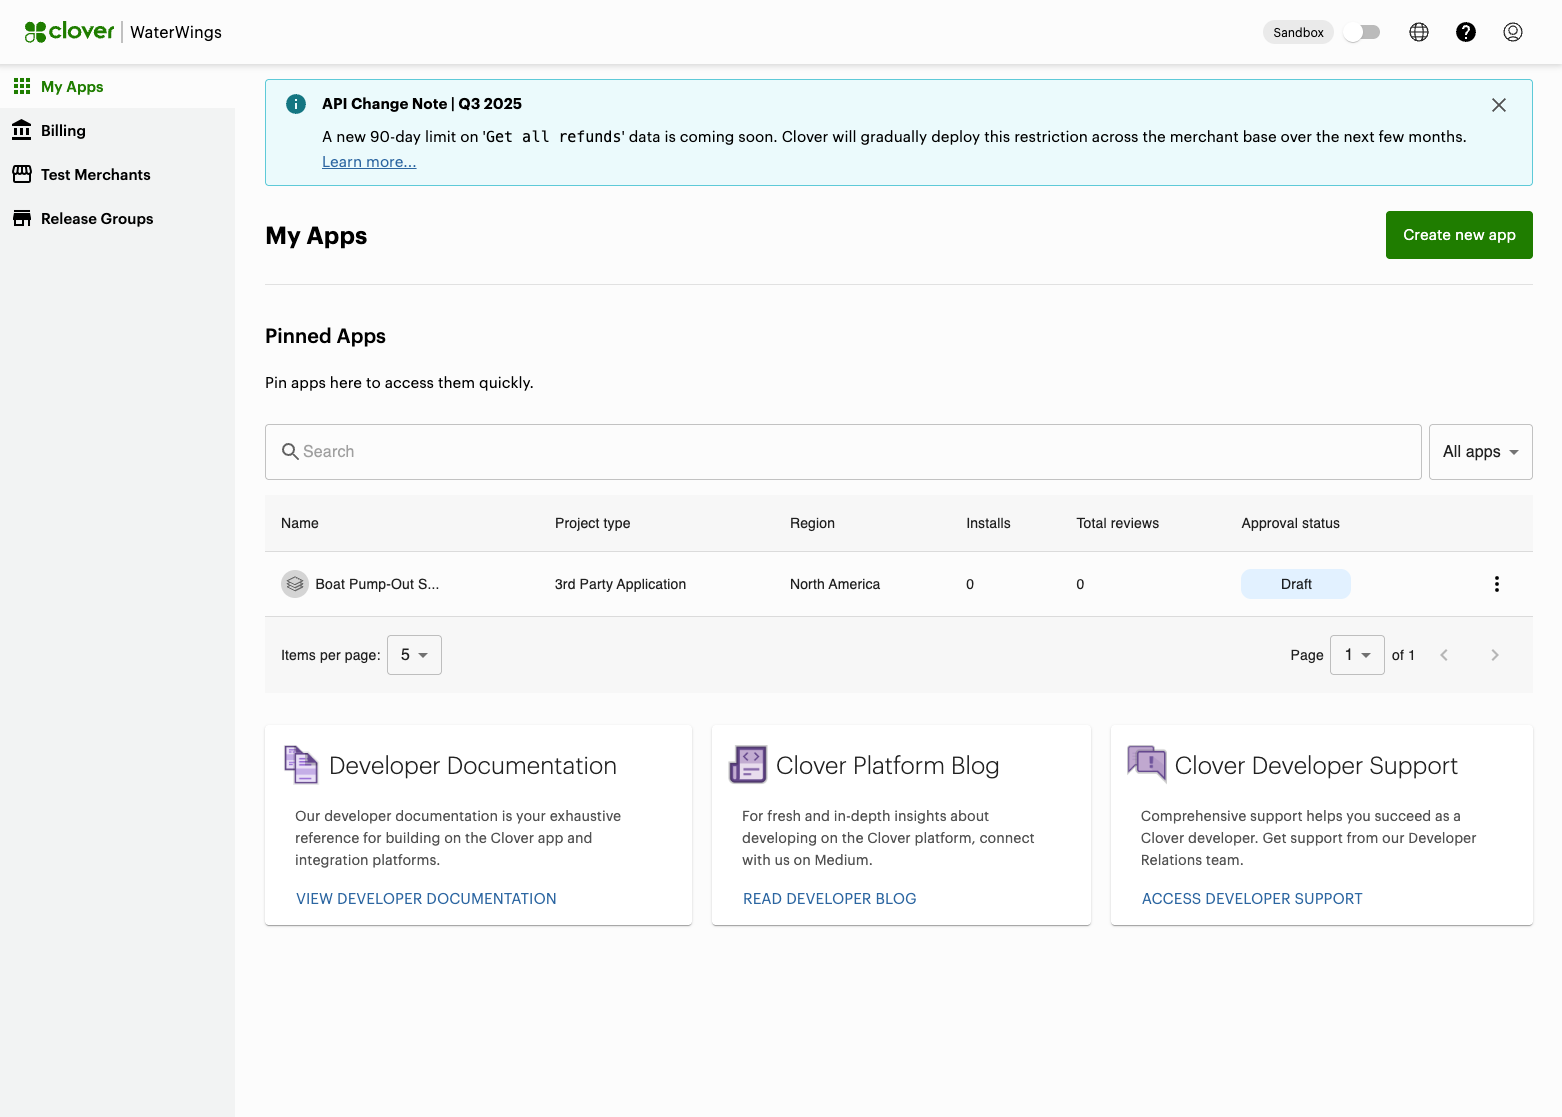 clover WaterWings
Sandbox
My Apps
Billing
Test Merchants
Release Groups
API Change Note | Q3 2025
A new 90-day limit on 'Get all refunds' data is coming soon. Clover will gradually deploy this restriction across the merchant base over the next few months.
Learn more...
My Apps
Create new app
Pinned Apps
Pin apps here to access them quickly.
Search
All apps
Name Project type Region Installs Total reviews Approval status
Boat Pump-Out S... 3rd Party Application North America 0 0 Draft
Items per page: 5
Page 1 of 1
Developer Documentation
Our developer documentation is your exhaustive
reference for building on the Clover app and
integration platforms.
VIEW DEVELOPER DOCUMENTATION
Clover Platform Blog
For fresh and in-depth insights about
developing on the Clover platform, connect
with us on Medium.
READ DEVELOPER BLOG
Clover Developer Support
Comprehensive support helps you succeed as a
Clover developer. Get support from our Developer
Relations team.
ACCESS DEVELOPER SUPPORT